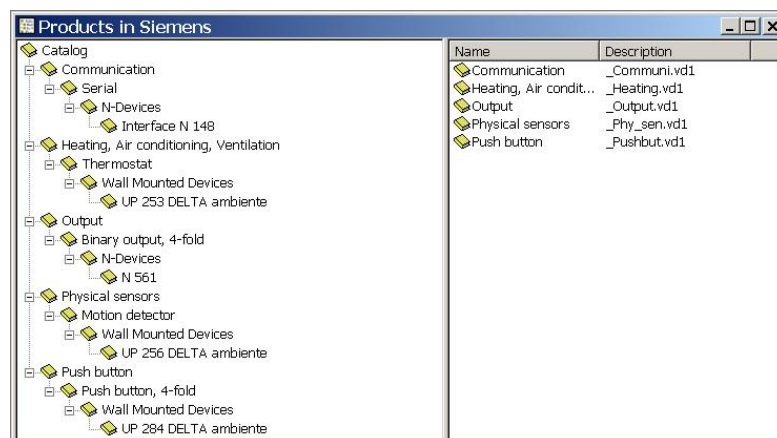 Products in Siemens
Catalog
Communication
Serial
N-Devices
Interface N 148
Heating, Air conditioning, Ventilation
Thermostat
Wall Mounted Devices
UP 253 DELTA ambiente
Output
Binary output, 4-fold
N-Devices
N 561
Physical sensors
Motion detector
Wall Mounted Devices
UP 256 DELTA ambiente
Push button
Push button, 4-fold
Wall Mounted Devices
UP 284 DELTA ambiente
Name Description
Communication _Communi.vd1
Heating, Air condit... _Heating.vd1
Output _Output.vd1
Physical sensors _Phy_sen.vd1
Push button _Pushbut.vd1